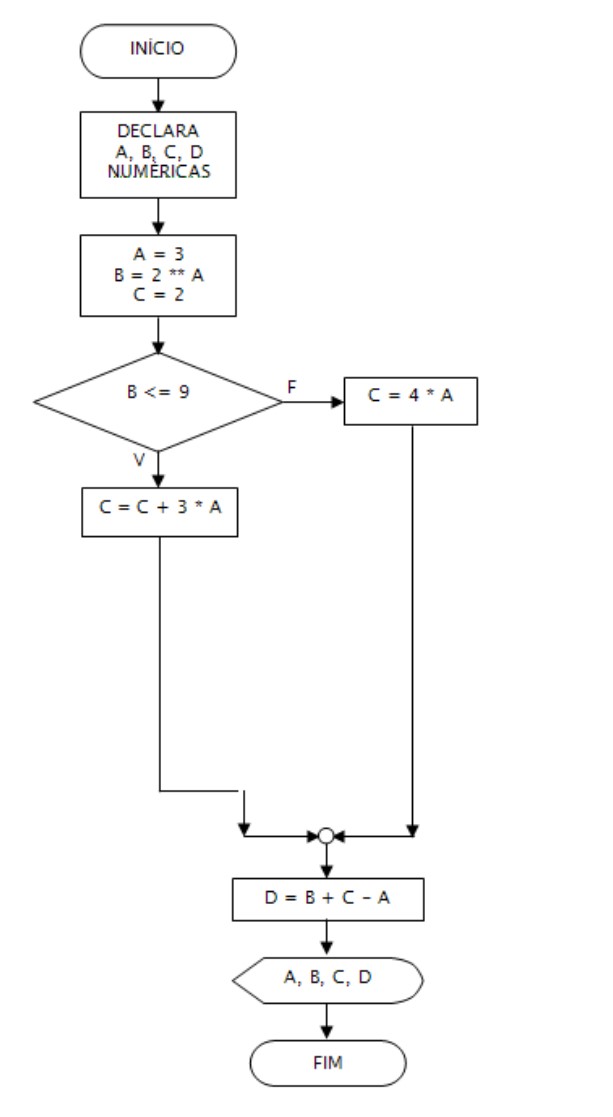 INÍCIO
DECLARA
A, B, C, D
NUMÉRICAS
A = 3
B = 2 ** A
C = 2
B <= 9
F
C = 4 * A
V
C = C + 3 * A
D = B + C – A
A, B, C, D
FIM